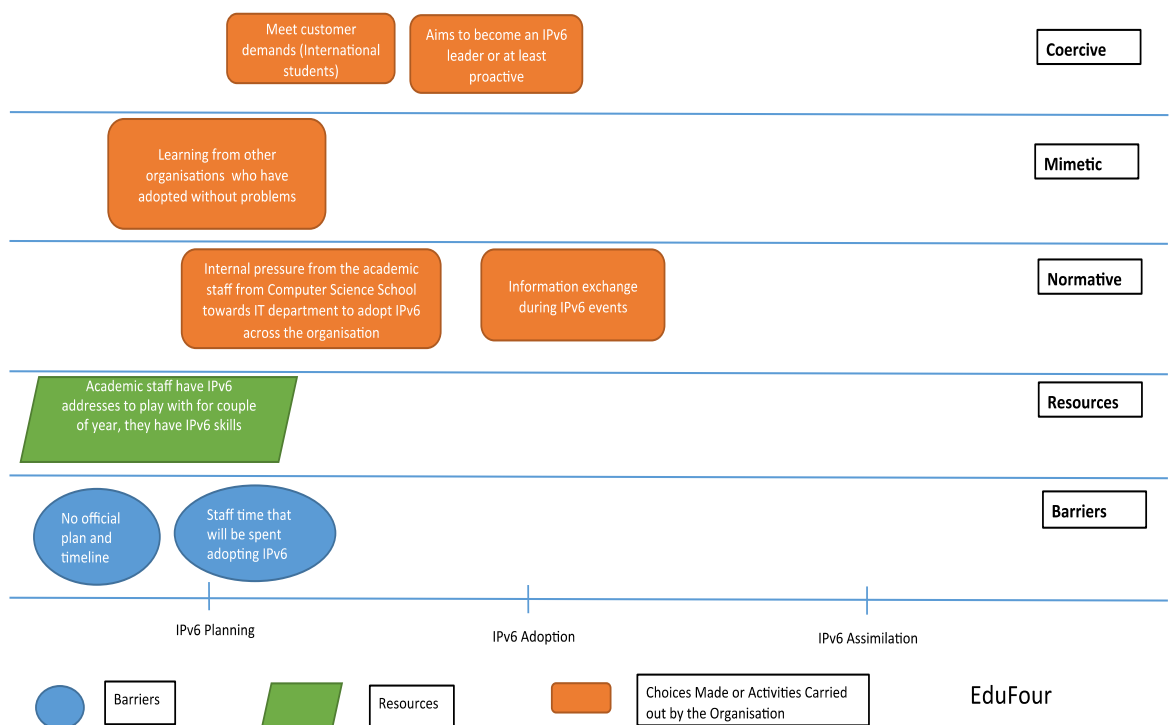 Meet customer
demands (International
students)
Aims to become an IPv6
leader or at least
proactive
Coercive
Learning from other
organisations who have
adopted without problems
Mimetic
Internal pressure from the academic
staff from Computer Science School
towards IT department to adopt IPv6
across the organisation
Information exchange
during IPv6 events
Normative
Academic staff have IPv6
addresses to play with for couple
of year, they have IPv6 skills
Resources
No official
plan and
timeline
Staff time that
will be spent
adopting IPv6
Barriers
IPv6 Planning
IPv6 Adoption
IPv6 Assimilation
Barriers
Resources
Choices Made or Activities Carried
out by the Organisation
EduFour